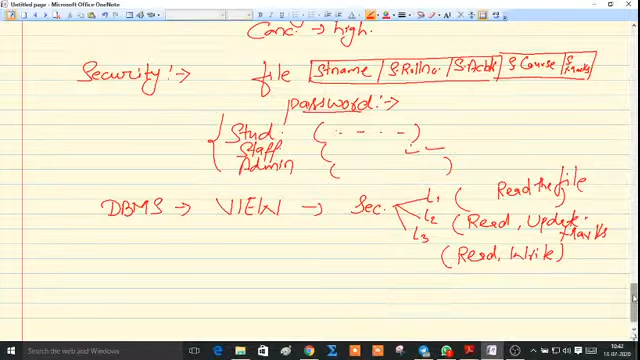 Untitled page - Microsoft Office OneNote
Conc. → high.
Security :→ file Stname S.Rollno. S.Course S marks
password :→
Stud. ( . - - - )
Staff (
Admin ( )
DBMS → VIEW → Sec. L1 ( Read the file
L2 ( Read, Update marks
L3 ( Read, Write )
Search the web and Windows
10:42